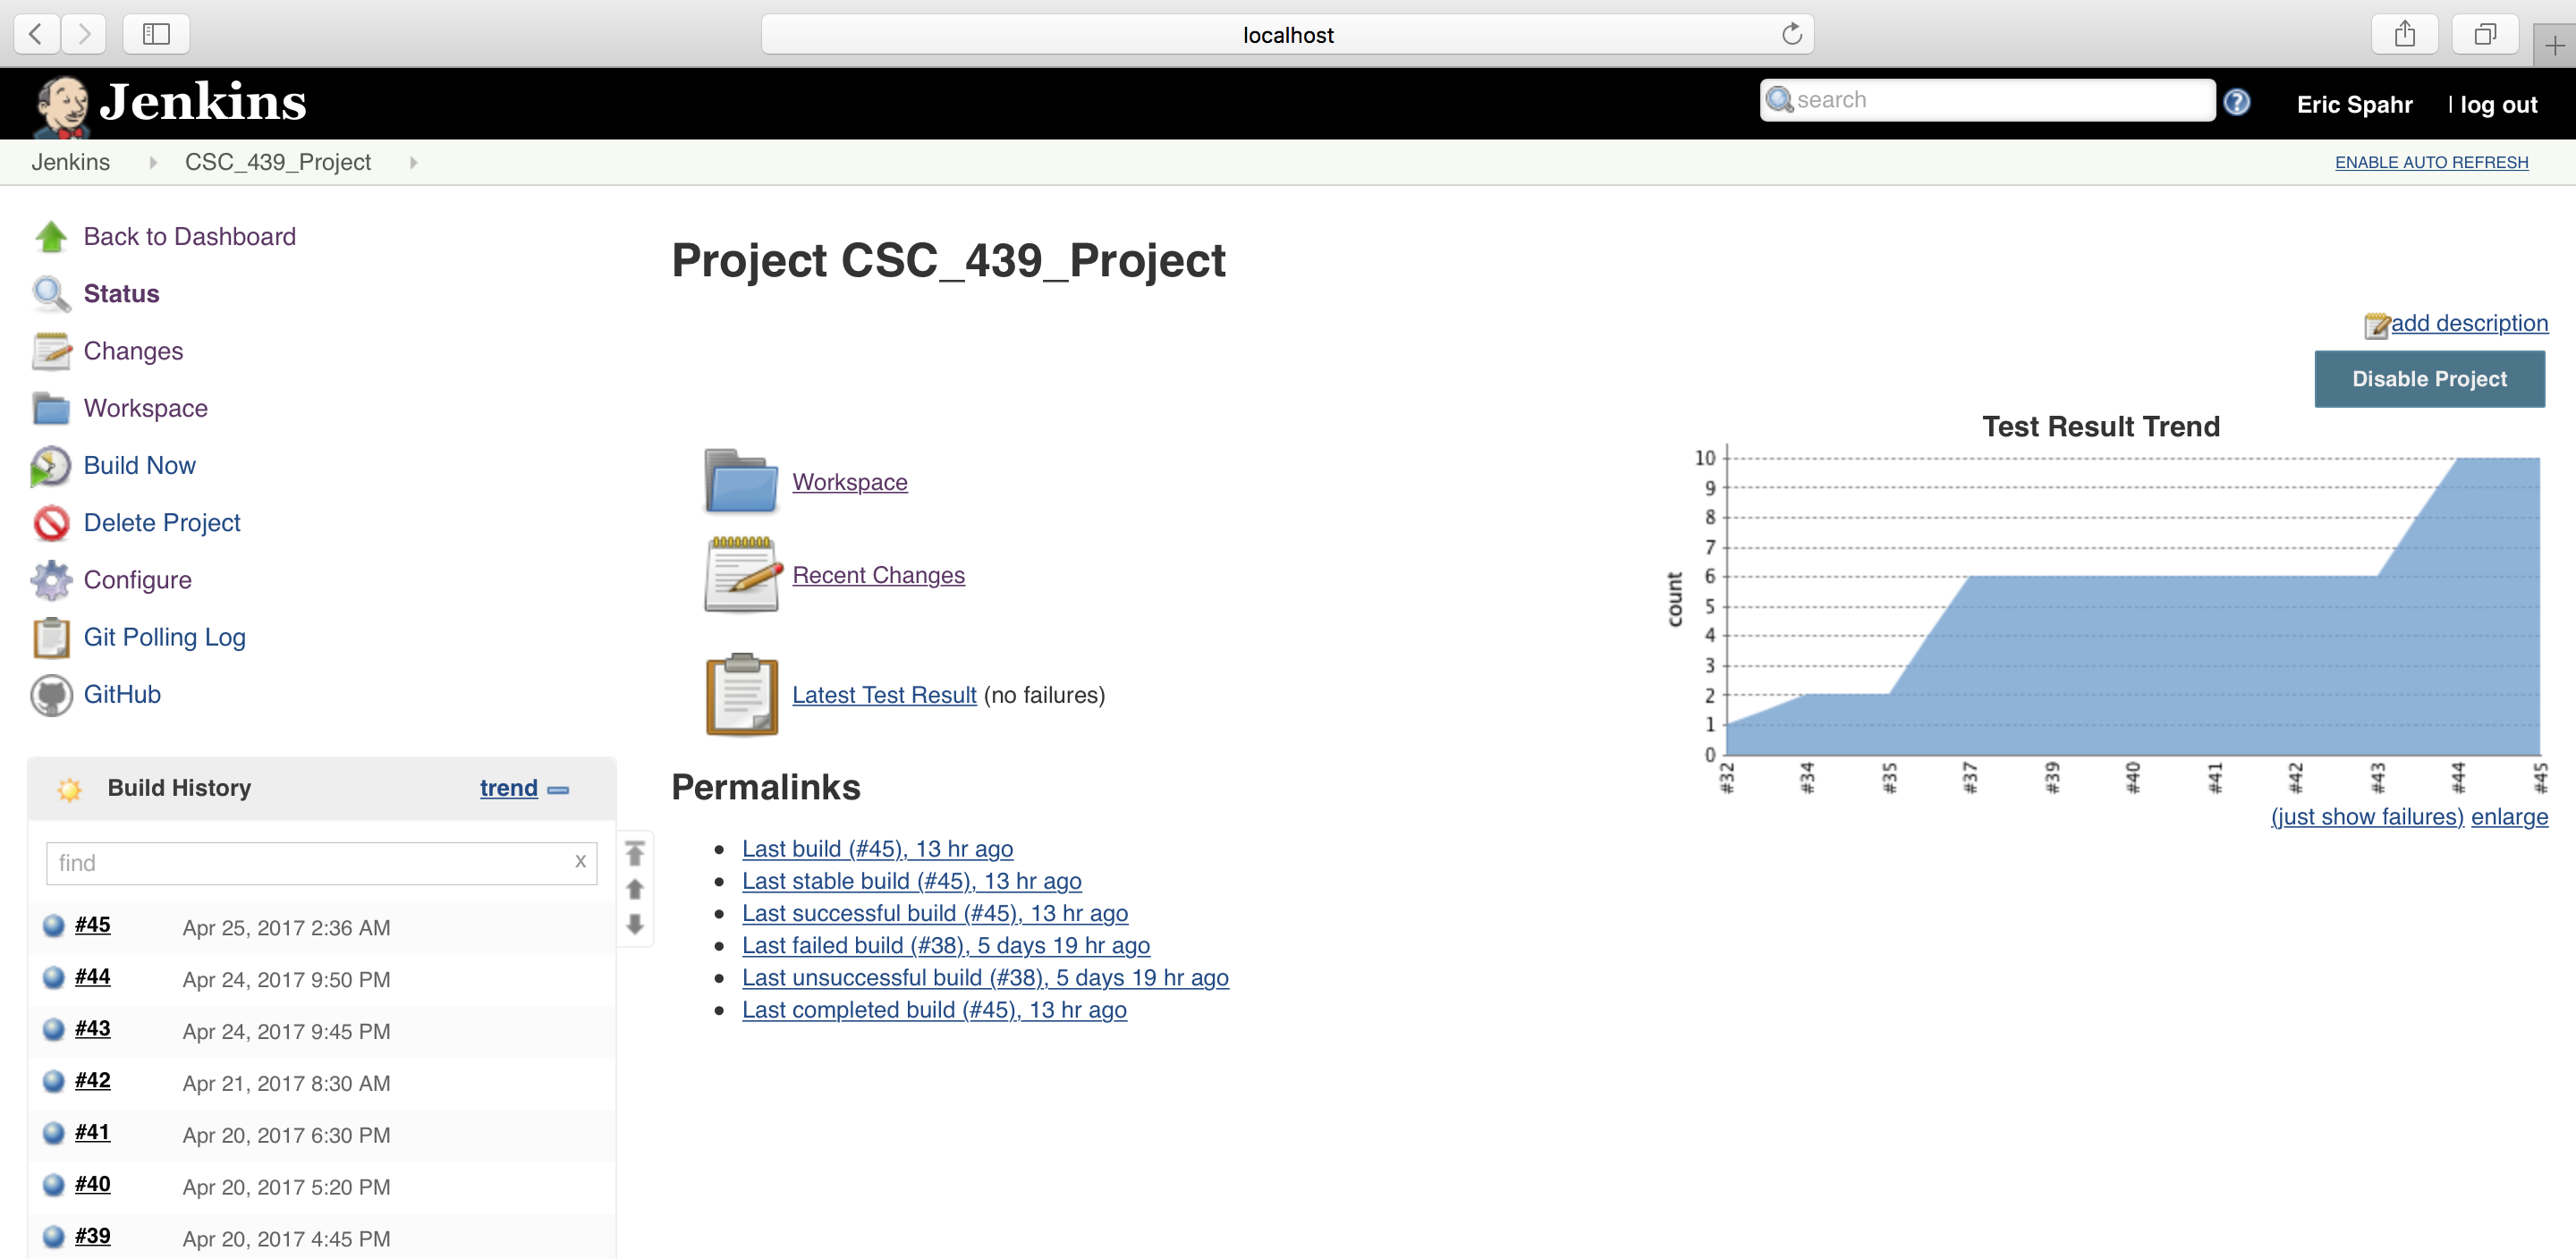 localhost
Jenkins
search
Eric Spahr | log out
Jenkins CSC_439_Project
ENABLE AUTO REFRESH
Back to Dashboard
Status
Changes
Workspace
Build Now
Delete Project
Configure
Git Polling Log
GitHub
Build History trend
find x
#45 Apr 25, 2017 2:36 AM
#44 Apr 24, 2017 9:50 PM
#43 Apr 24, 2017 9:45 PM
#42 Apr 21, 2017 8:30 AM
#41 Apr 20, 2017 6:30 PM
#40 Apr 20, 2017 5:20 PM
#39 Apr 20, 2017 4:45 PM
Project CSC_439_Project
add description
Disable Project
Workspace
Recent Changes
Latest Test Result (no failures)
Permalinks
Last build (#45), 13 hr ago
Last stable build (#45), 13 hr ago
Last successful build (#45), 13 hr ago
Last failed build (#38), 5 days 19 hr ago
Last unsuccessful build (#38), 5 days 19 hr ago
Last completed build (#45), 13 hr ago
Test Result Trend
count
10
9
8
7
6
5
4
3
2
1
0
#32 #34 #35 #37 #39 #40 #41 #42 #43 #44 #45
(just show failures) enlarge